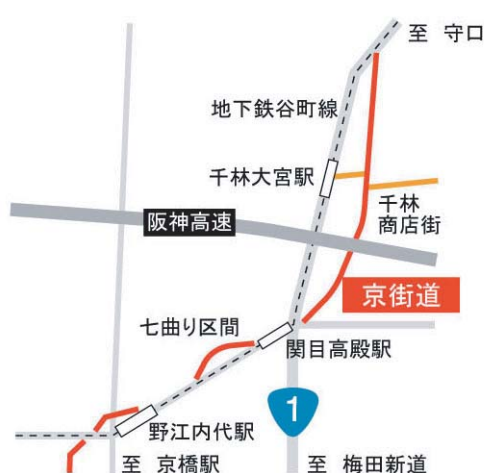 至 守口
地下鉄谷町線
千林大宮駅
千林
商店街
阪神高速
京街道
七曲り区間
関目高殿駅
1
野江内代駅
至 京橋駅
至 梅田新道